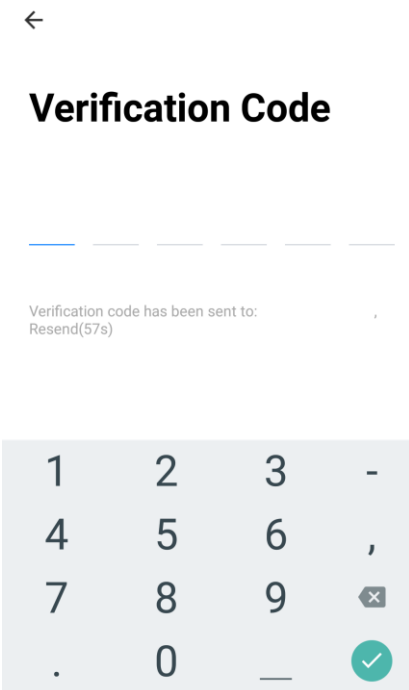 Verification Code
Verification code has been sent to: ,
Resend(57s)
1 2 3 -
4 5 6 ,
7 8 9
. 0 _